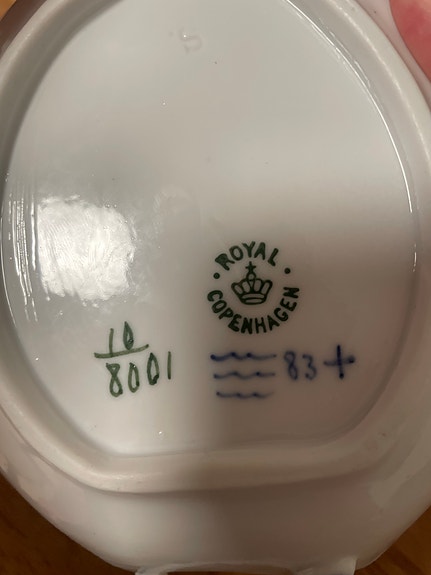 ROYAL
COPENHAGEN
10
8001
83+